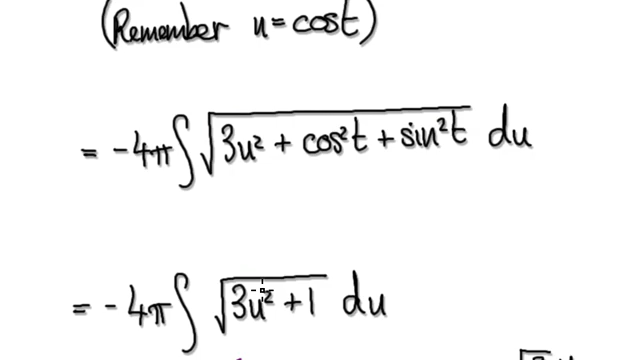 (Remember u = cost)
= -4π ∫ √(3u² + cos²t + sin²t) du
= -4π ∫ √(3u² + 1) du